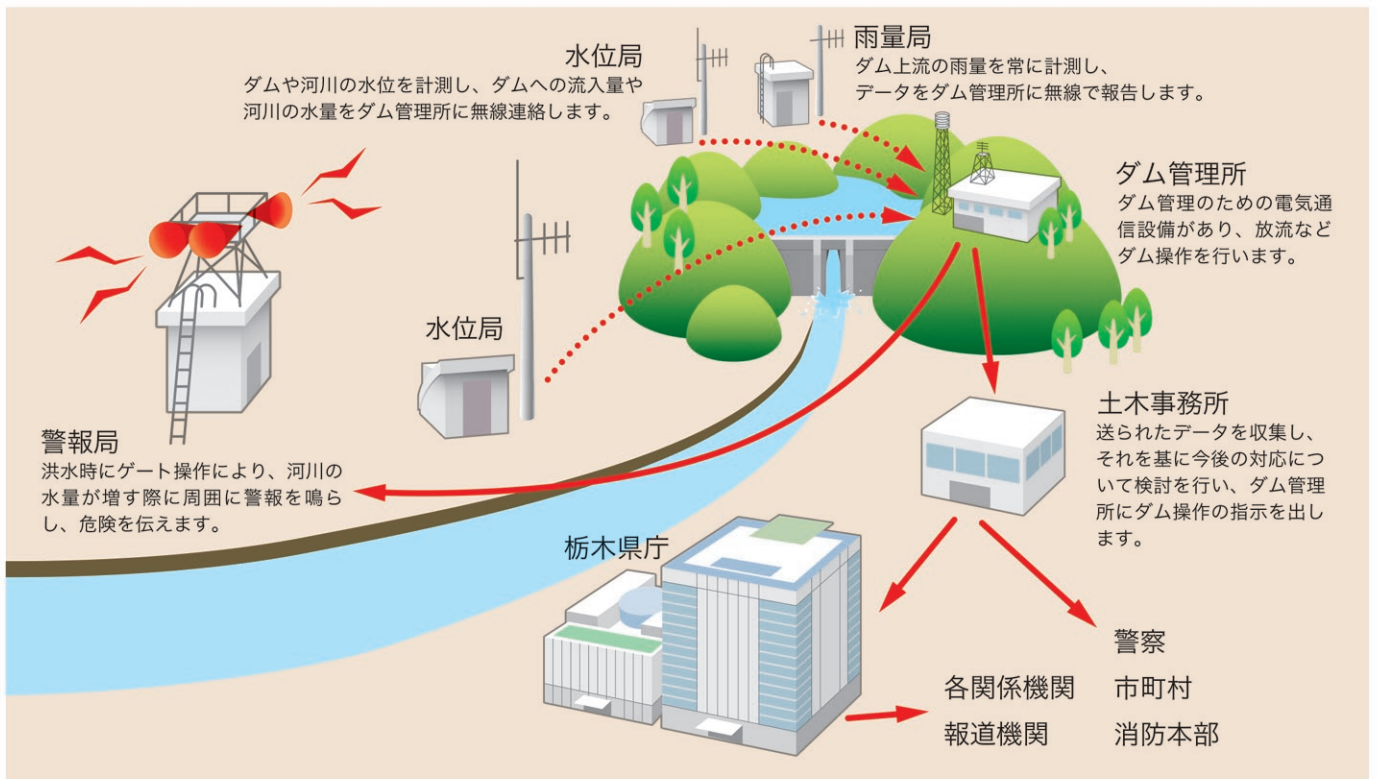 水位局
ダムや河川の水位を計測し、ダムへの流入量や
河川の水量をダム管理所に無線連絡します。
雨量局
ダム上流の雨量を常に計測し、
データをダム管理所に無線で報告します。
ダム管理所
ダム管理のための電気通
信設備があり、放流など
ダム操作を行います。
水位局
警報局
洪水時にゲート操作により、河川の
水量が増す際に周囲に警報を鳴ら
し、危険を伝えます。
土木事務所
送られたデータを収集し、
それを基に今後の対応につ
いて検討を行い、ダム管理
所にダム操作の指示を出し
ます。
栃木県庁
各関係機関
報道機関
警察
市町村
消防本部